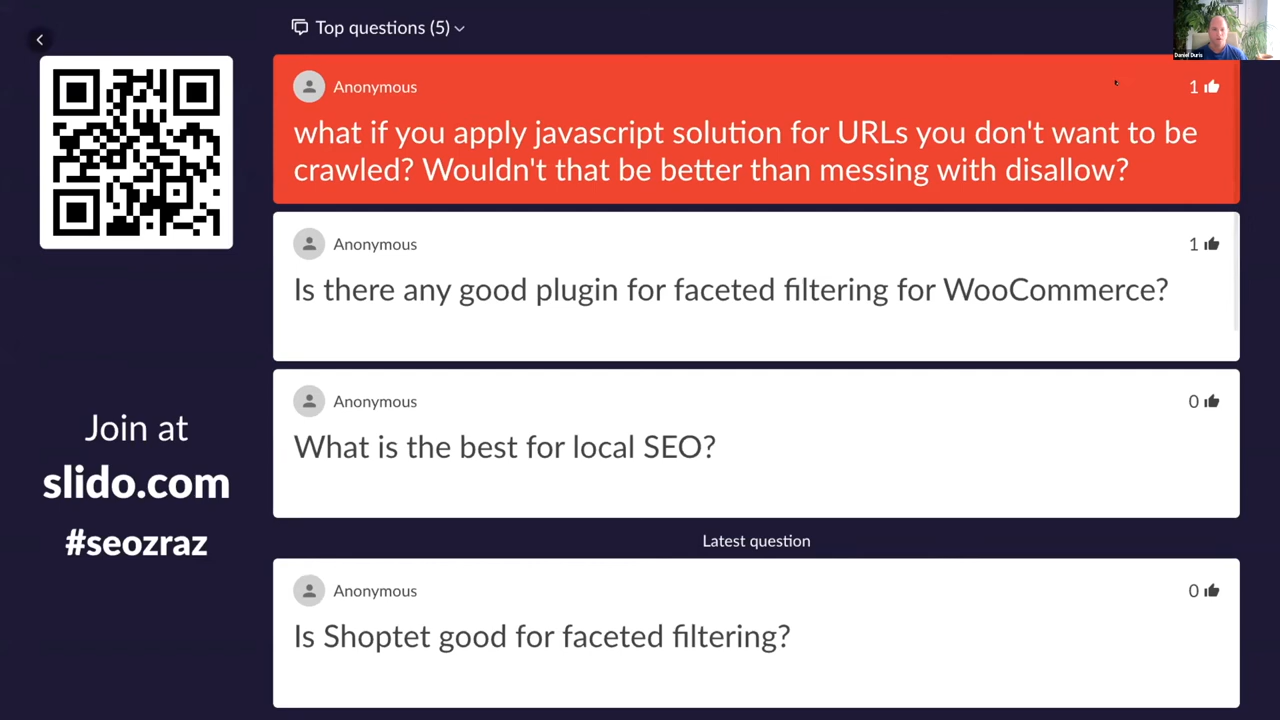 Top questions (5)
Daniel Duris
Anonymous
1
what if you apply javascript solution for URLs you don't want to be
crawled? Wouldn't that be better than messing with disallow?
Anonymous
1
Is there any good plugin for faceted filtering for WooCommerce?
Anonymous
0
What is the best for local SEO?
Join at
slido.com
#seozraz
Latest question
Anonymous
0
Is Shoptet good for faceted filtering?